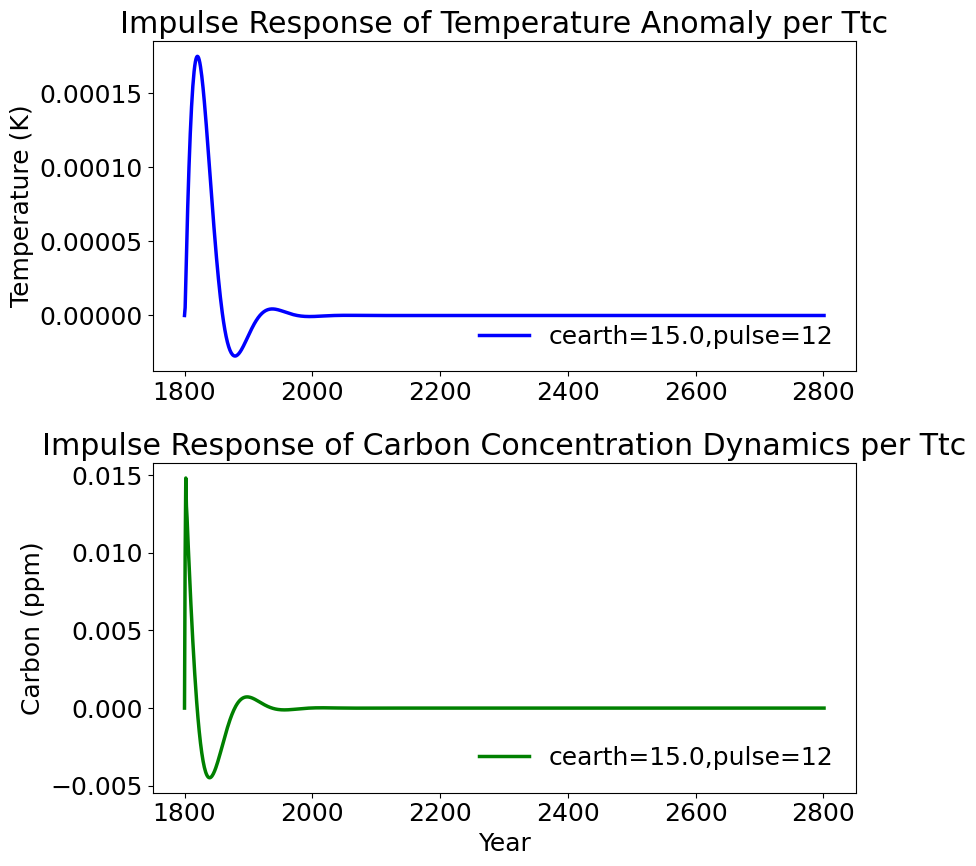 Impulse Response of Temperature Anomaly per Ttc
Temperature (K)
0.00015
0.00010
0.00005
0.00000
cearth=15.0,pulse=12
1800 2000 2200 2400 2600 2800
Impulse Response of Carbon Concentration Dynamics per Ttc
Carbon (ppm)
0.015
0.010
0.005
0.000
−0.005
cearth=15.0,pulse=12
1800 2000 2200 2400 2600 2800
Year